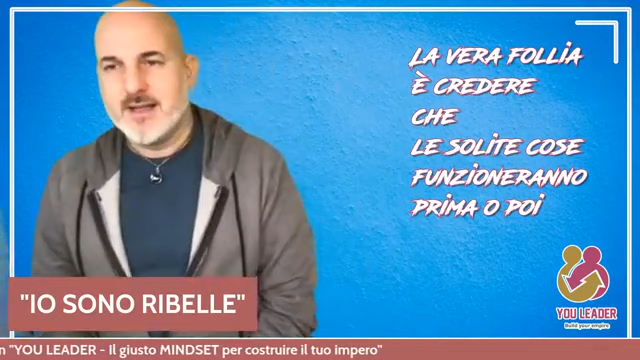 LA VERA FOLLIA
È CREDERE
CHE
LE SOLITE COSE
FUNZIONERANNO
PRIMA O POI
YOU LEADER
Build your empire
"IO SONO RIBELLE"
n "YOU LEADER - Il giusto MINDSET per costruire il tuo impero"